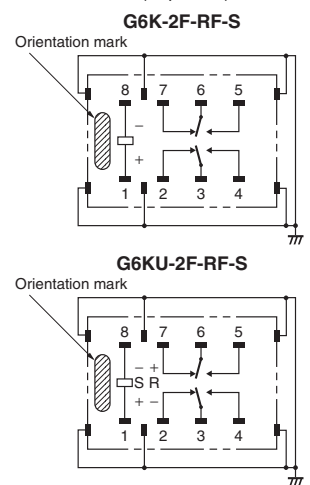 G6K-2F-RF-S
Orientation mark
8 7 6 5
−
+
1 2 3 4
G6KU-2F-RF-S
Orientation mark
8 7 6 5
− +
S R
+ −
1 2 3 4